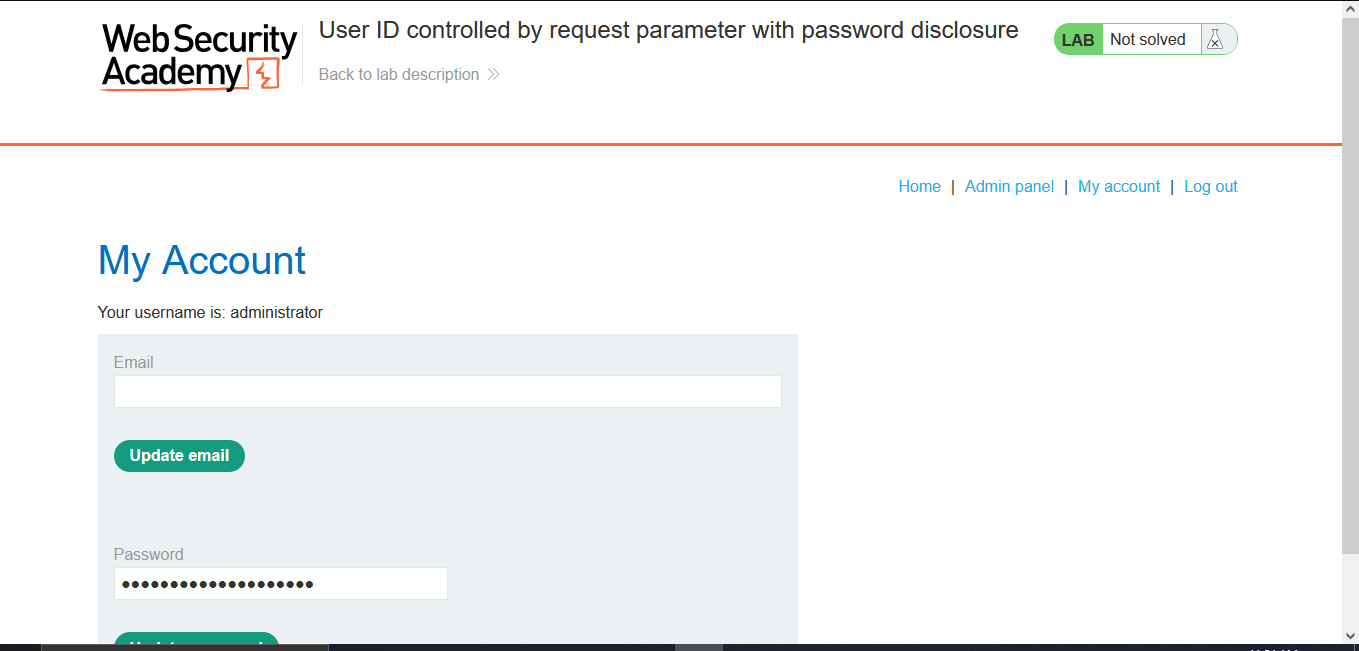 Web Security
Academy
User ID controlled by request parameter with password disclosure
Back to lab description
LAB Not solved
Home | Admin panel | My account | Log out
My Account
Your username is: administrator
Email
Update email
Password
••••••••••••••••••••